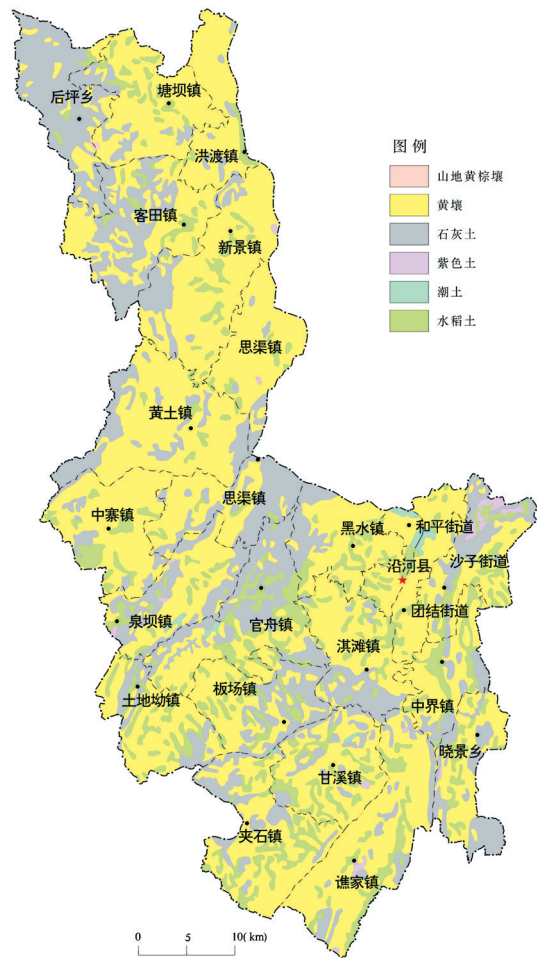 后坪乡
塘坝镇
洪渡镇
图例
山地黄棕壤
黄壤
石灰土
紫色土
潮土
水稻土
客田镇
新景镇
思渠镇
黄土镇
思渠镇
中寨镇
黑水镇
和平街道
沿河县
沙子街道
泉坝镇
官舟镇
团结街道
淇滩镇
土地坳镇
板场镇
中界镇
晓景乡
甘溪镇
夹石镇
谯家镇
0 5 10( km)